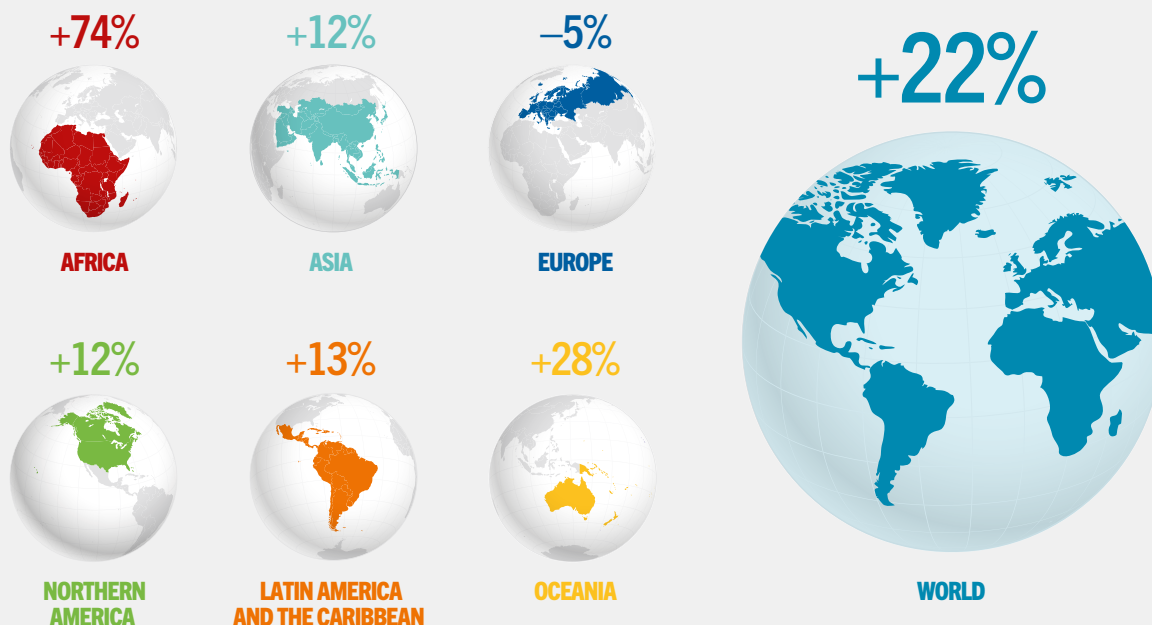 +74%
+12%
–5%
+22%
AFRICA
ASIA
EUROPE
+12%
+13%
+28%
NORTHERN
AMERICA
LATIN AMERICA
AND THE CARIBBEAN
OCEANIA
WORLD